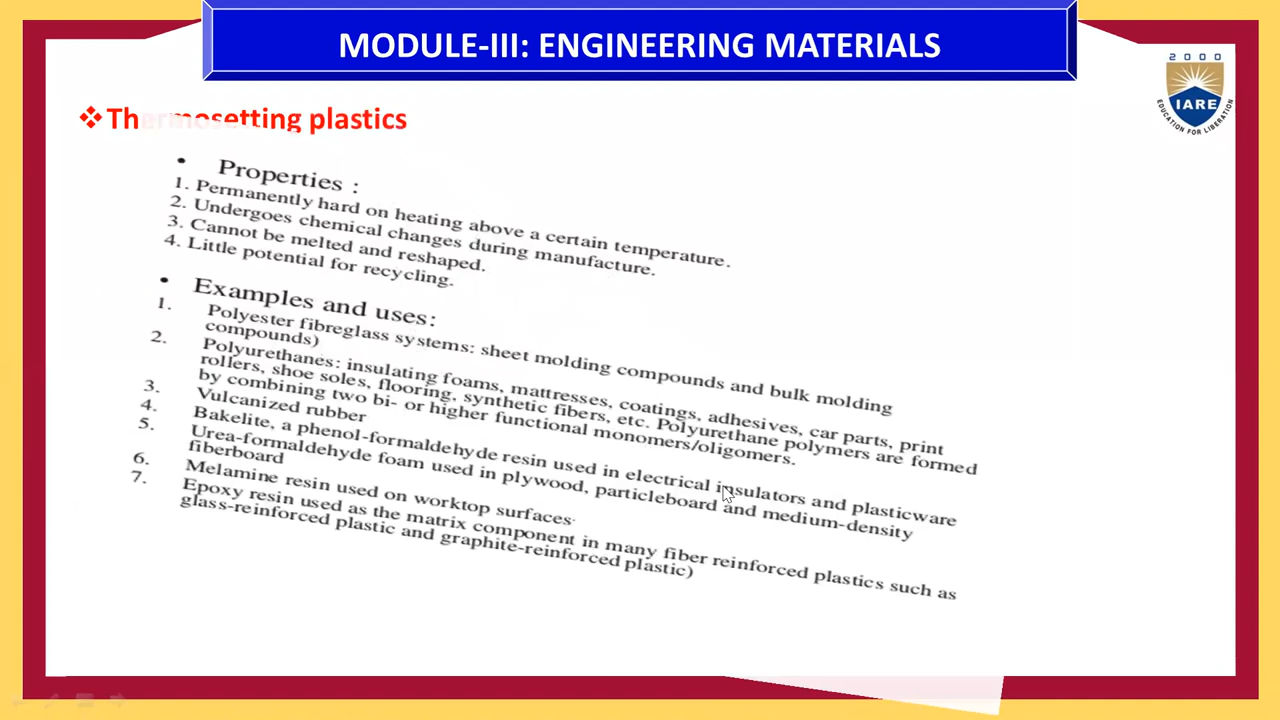 MODULE-III: ENGINEERING MATERIALS
2000
IARE
EDUCATION FOR LIBERATION
❖Thermosetting plastics
• Properties :
1. Permanently hard on heating above a certain temperature.
2. Undergoes chemical changes during manufacture.
3. Cannot be melted and reshaped.
4. Little potential for recycling.
• Examples and uses:
1. Polyester fibreglass systems: sheet molding compounds and bulk molding
compounds)
2. Polyurethanes: insulating foams, mattresses, coatings, adhesives, car parts, print
rollers, shoe soles, flooring, synthetic fibers, etc. Polyurethane polymers are formed
by combining two bi- or higher functional monomers/oligomers.
3. Vulcanized rubber
4. Bakelite, a phenol-formaldehyde resin used in electrical insulators and plasticware
5. Urea-formaldehyde foam used in plywood, particleboard and medium-density
fiberboard
6. Melamine resin used on worktop surfaces.
7. Epoxy resin used as the matrix component in many fiber reinforced plastics such as
glass-reinforced plastic and graphite-reinforced plastic)